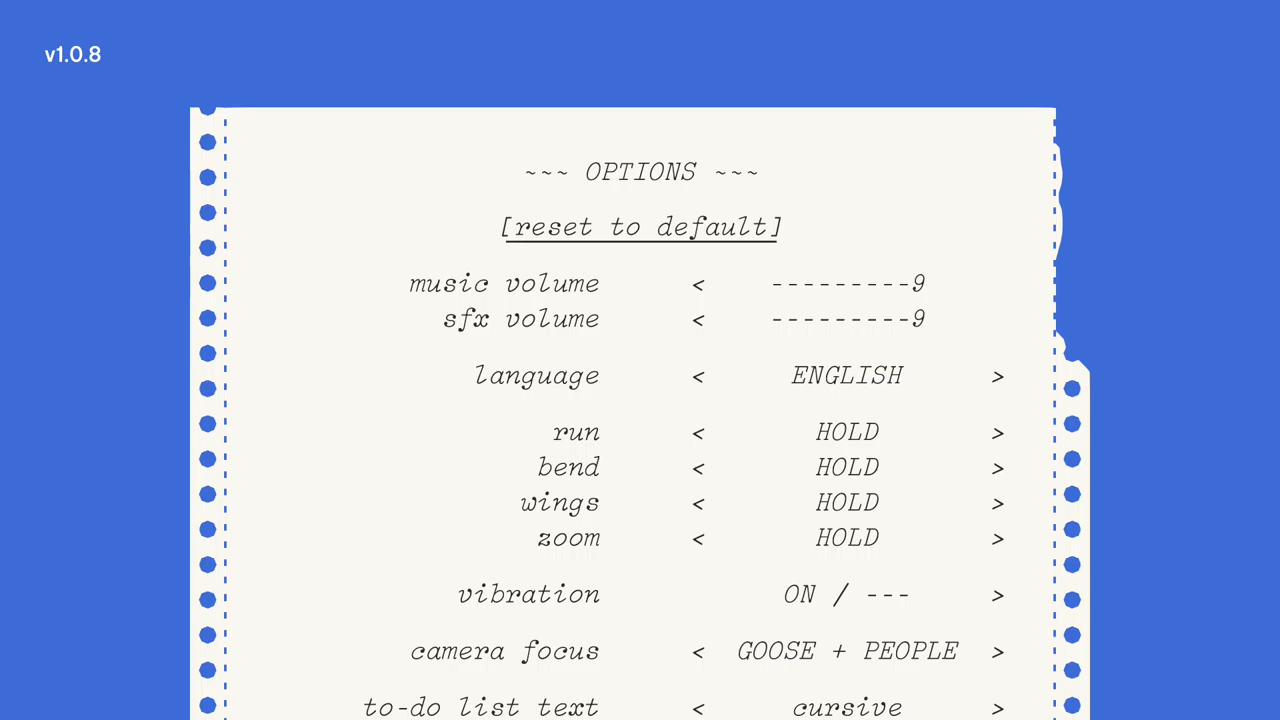 v1.0.8
~~~ OPTIONS ~~~
[reset to default]
music volume < ---------9
sfx volume < ---------9
language < ENGLISH >
run < HOLD >
bend < HOLD >
wings < HOLD >
zoom < HOLD >
vibration ON / --- >
camera focus < GOOSE + PEOPLE >
to-do list text < cursive >